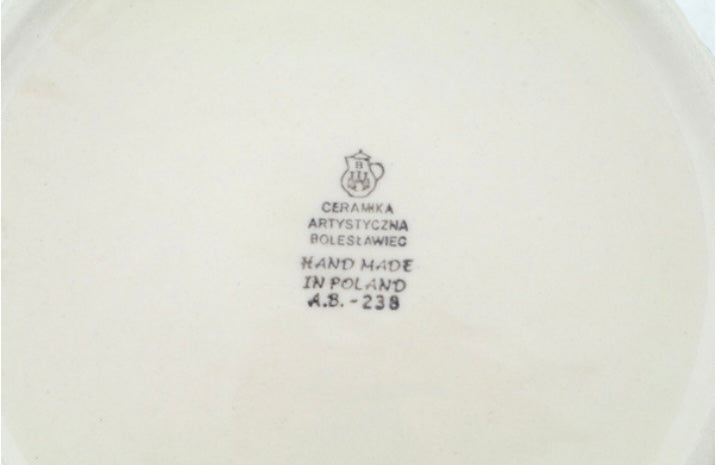 B
CERAMIKA
ARTYSTYCZNA
BOLESŁAWIEC
HAND MADE
IN POLAND
A.B. - 238